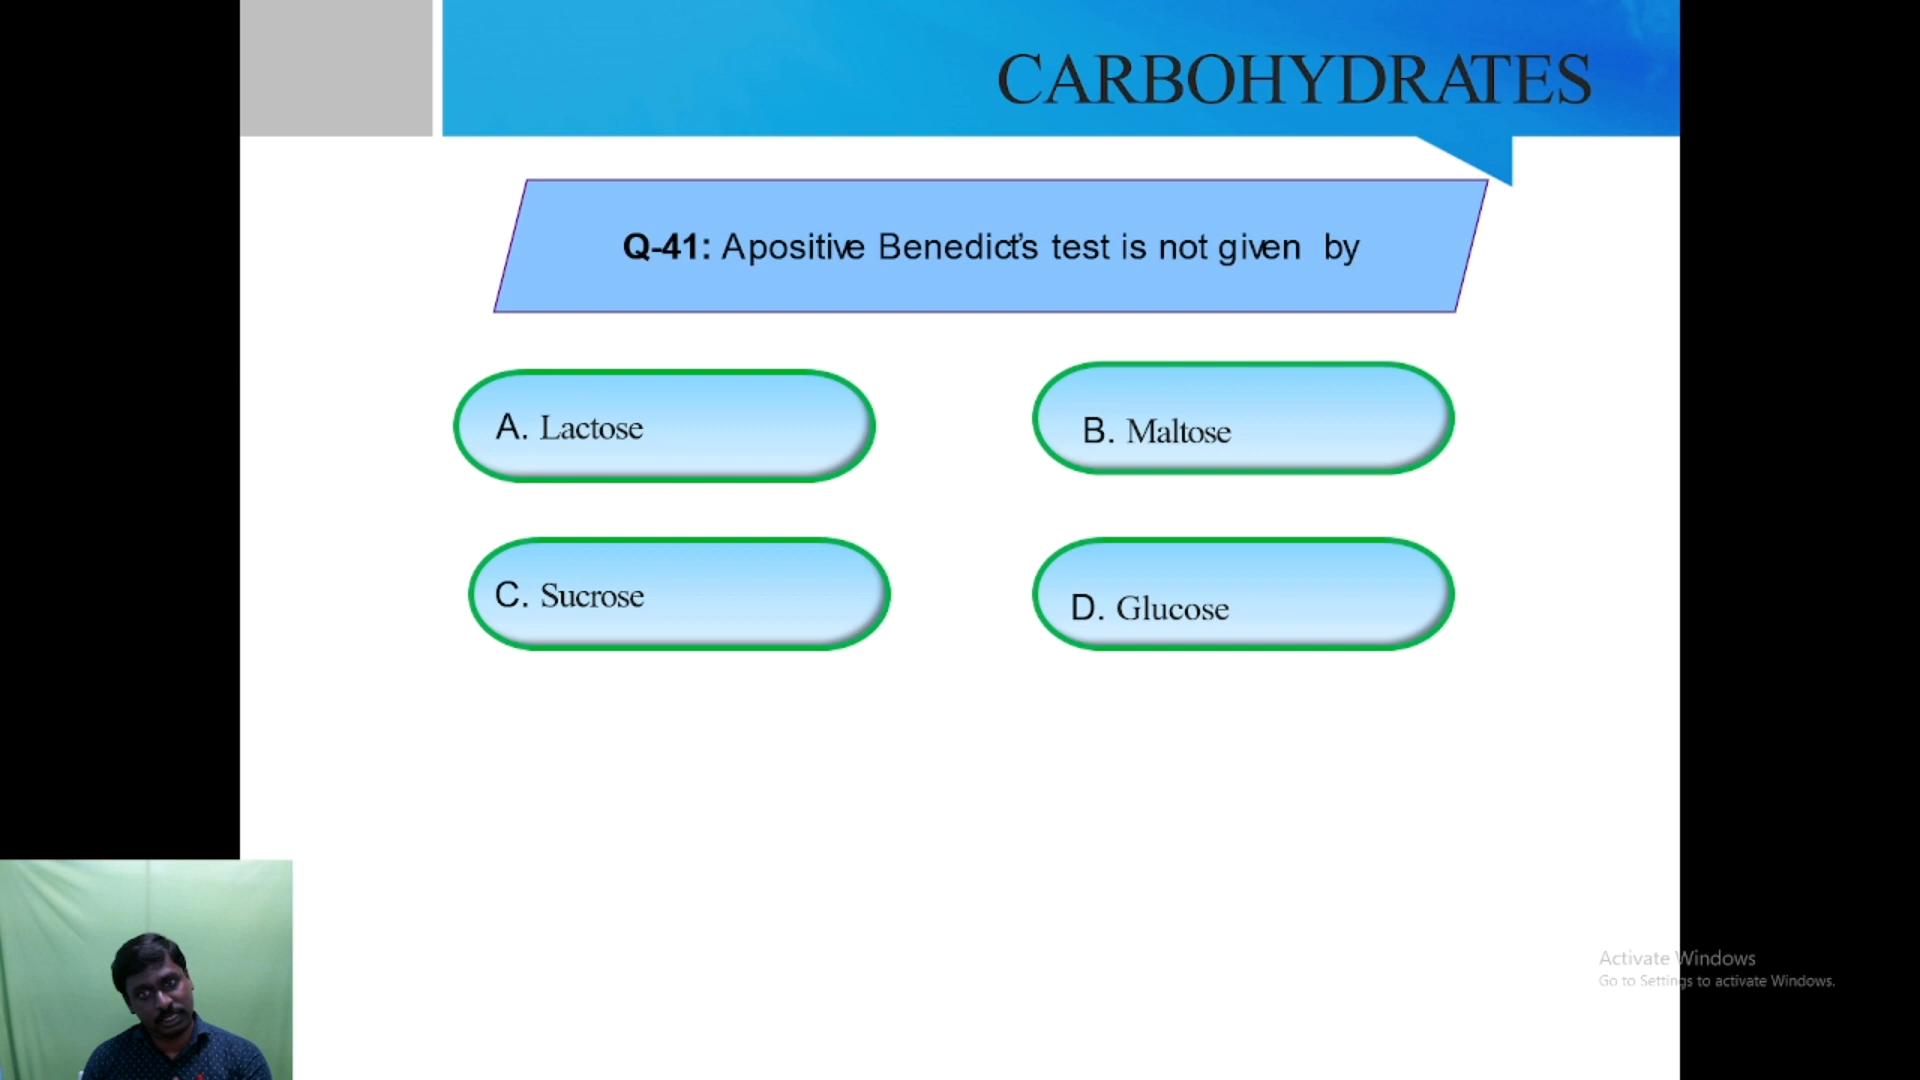 CARBOHYDRATES
Q-41: Apositive Benedict's test is not given by
A. Lactose
B. Maltose
C. Sucrose
D. Glucose
Activate Windows
Go to Settings to activate Windows.